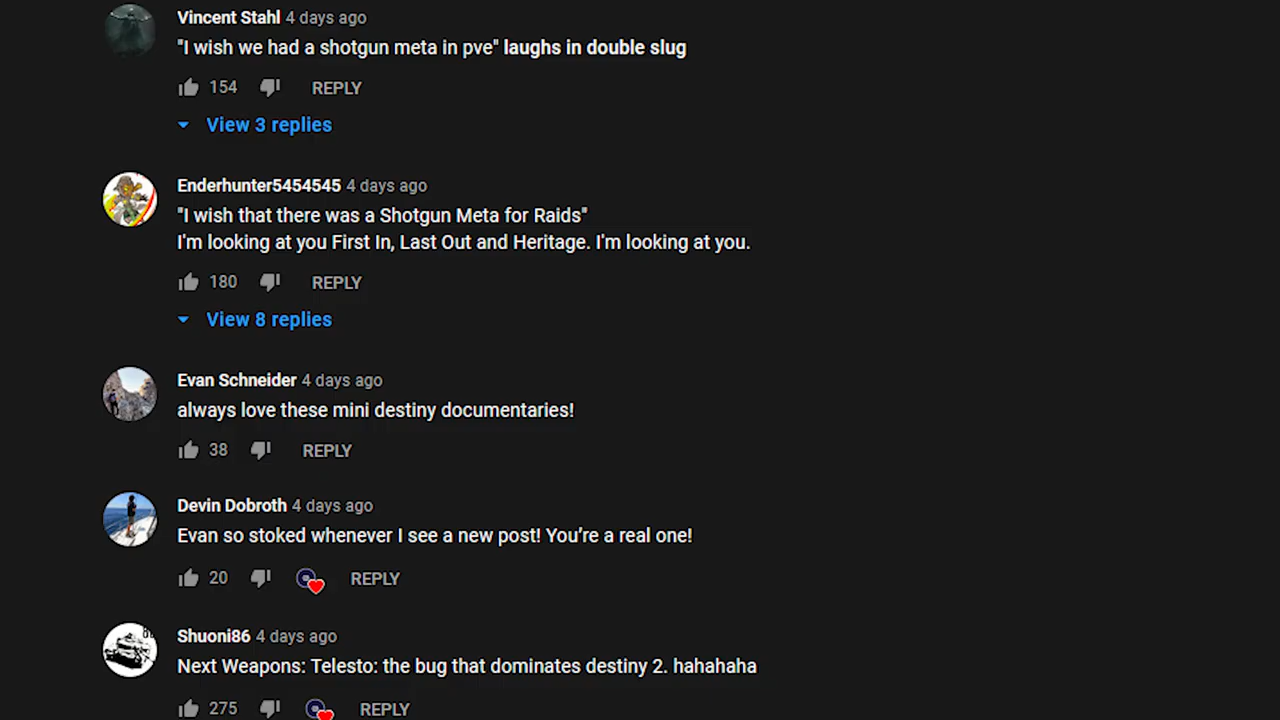 Vincent Stahl 4 days ago
"I wish we had a shotgun meta in pve" laughs in double slug
154 REPLY
View 3 replies
Enderhunter5454545 4 days ago
"I wish that there was a Shotgun Meta for Raids"
I'm looking at you First In, Last Out and Heritage. I'm looking at you.
180 REPLY
View 8 replies
Evan Schneider 4 days ago
always love these mini destiny documentaries!
38 REPLY
Devin Dobroth 4 days ago
Evan so stoked whenever I see a new post! You’re a real one!
20 REPLY
Shuoni86 4 days ago
Next Weapons: Telesto: the bug that dominates destiny 2. hahahaha
275 REPLY